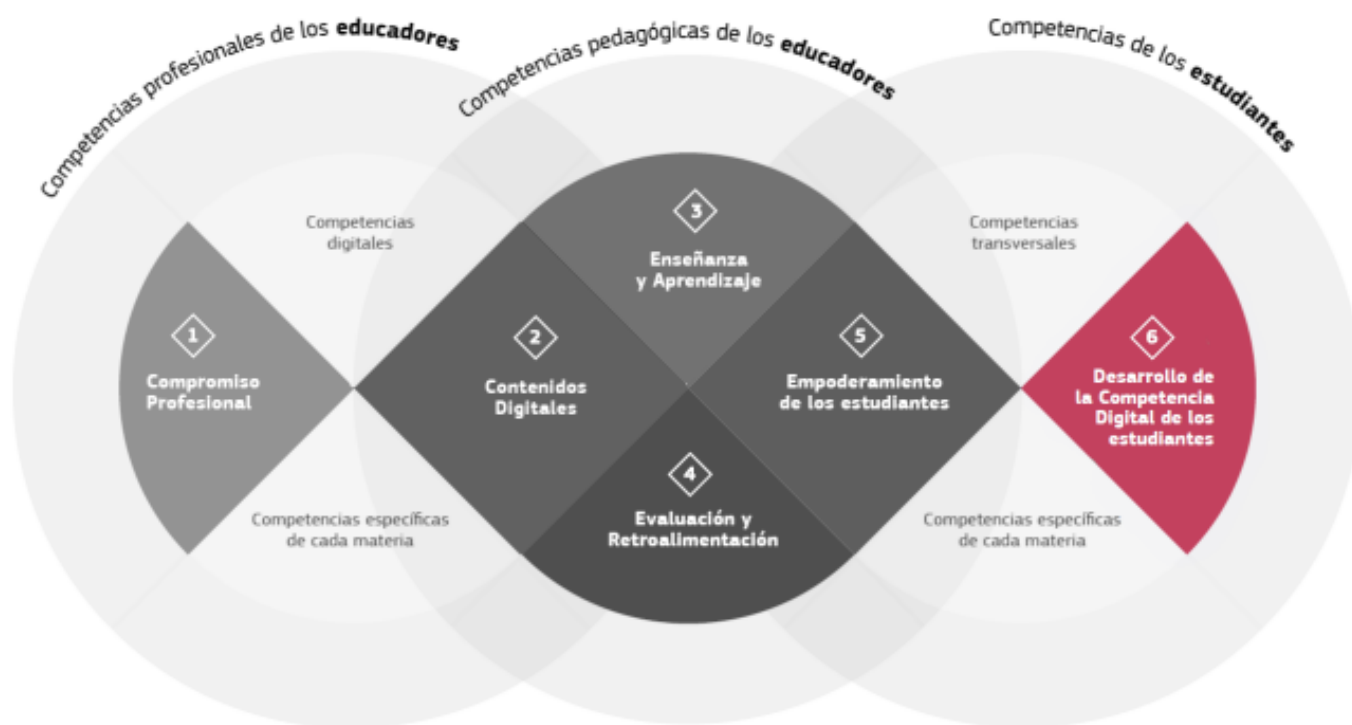 Competencias profesionales de los educadores
Competencias pedagógicas de los educadores
Competencias de los estudiantes
Competencias
digitales
Competencias específicas
de cada materia
1
Compromiso
Profesional
2
Contenidos
Digitales
3
Enseñanza
y Aprendizaje
4
Evaluación y
Retroalimentación
5
Empoderamiento
de los estudiantes
Competencias
transversales
Competencias específicas
de cada materia
6
Desarrollo de
la Competencia
Digital de los
estudiantes